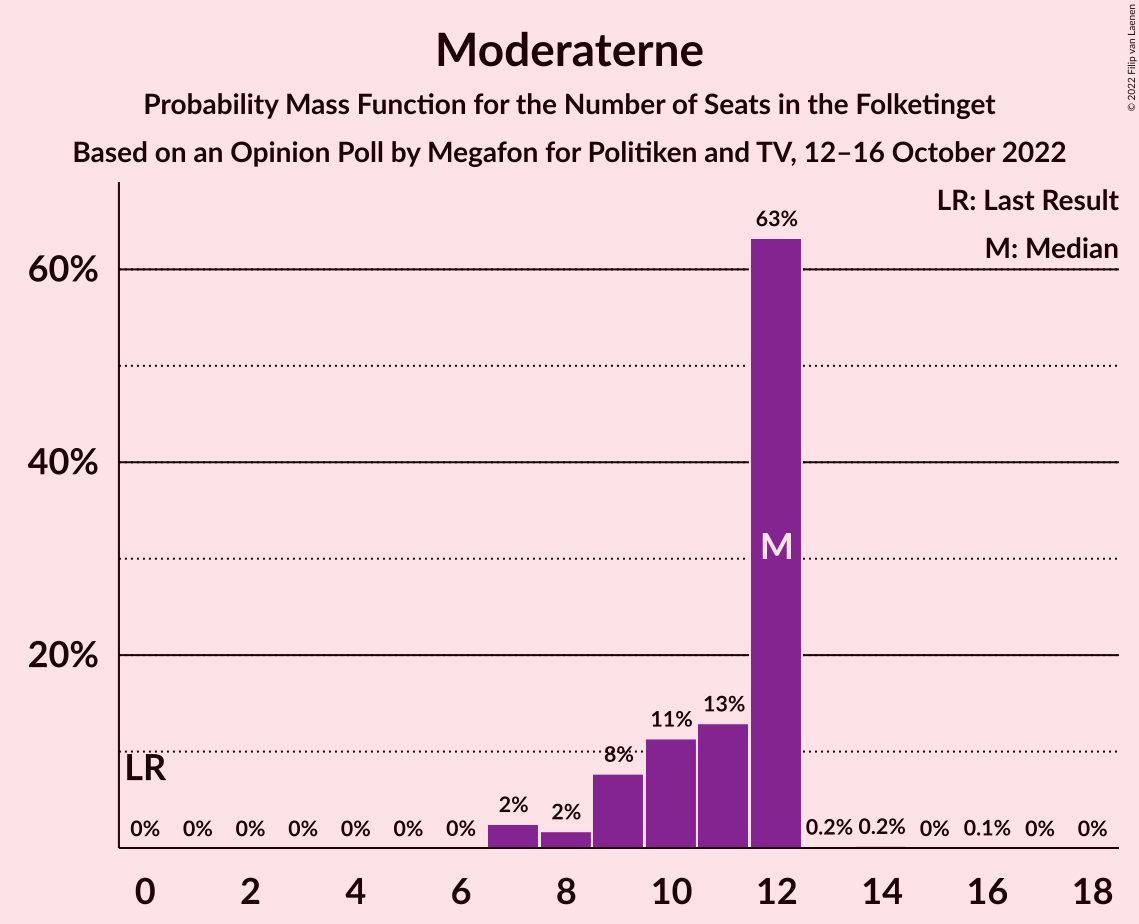 Moderaterne
Probability Mass Function for the Number of Seats in the Folketinget
Based on an Opinion Poll by Megafon for Politiken and TV, 12–16 October 2022
© 2022 Filip van Laenen
LR: Last Result
M: Median
63%
60%
40%
M
20%
13%
11%
8%
LR
2%
2%
0% 0% 0% 0% 0% 0% 0% 0.2% 0.2% 0% 0.1% 0% 0%
0 2 4 6 8 10 12 14 16 18